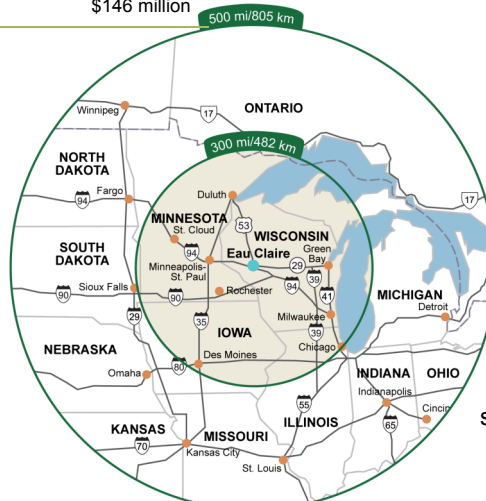 $146 million
500 mi/805 km
Winnipeg
17
ONTARIO
300 mi/482 km
NORTH
DAKOTA
94
Fargo
Duluth
17
MINNESOTA
53
St. Cloud
WISCONSIN
94
Eau Claire
Green
Bay
29
SOUTH
DAKOTA
Minneapolis-
St. Paul
39
94
41
90
Sioux Falls
90
Rochester
MICHIGAN
Detroit
29
35
Milwaukee
39
IOWA
Chicago
NEBRASKA
Des Moines
80
Omaha
INDIANA
OHIO
Indianapolis
55
65
KANSAS
MISSOURI
ILLINOIS
70
Kansas City
St. Louis